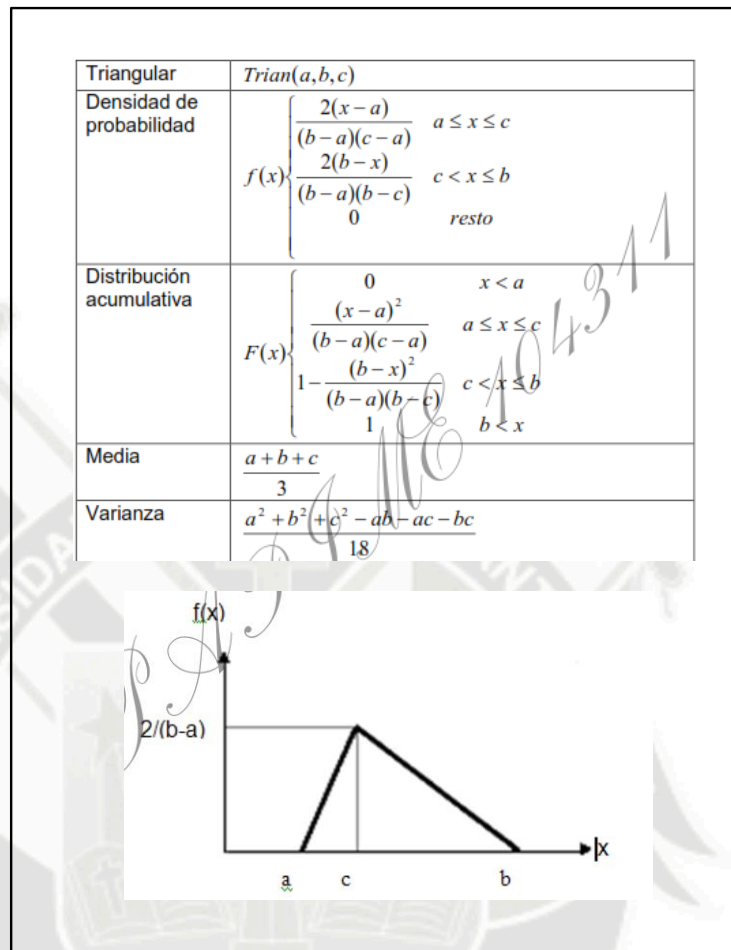 Triangular Trian(a,b,c)
Densidad de probabilidad f(x){ 2(x−a)/((b−a)(c−a)) a ≤ x ≤ c
2(b−x)/((b−a)(b−c)) c < x ≤ b
0 resto
Distribución acumulativa F(x){ 0 x < a
(x−a)²/((b−a)(c−a)) a ≤ x ≤ c
1−(b−x)²/((b−a)(b−c)) c < x ≤ b
1 b < x
Media (a+b+c)/3
Varianza (a²+b²+c²−ab−ac−bc)/18
f(x)
2/(b-a)
x
a c b
104311